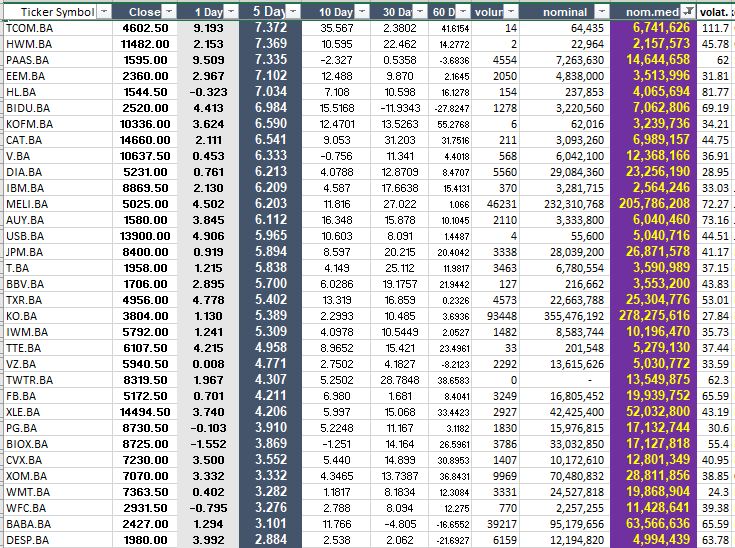 Ticker Symbol Close 1 Day 5 Day 10 Day 30 Da 60 D volur nominal nom.med volat.
TCOM.BA 4602.50 9.193 7.372 35.567 2.3802 41.6154 14 64,435 6,741,626 111.7
HWM.BA 11482.00 2.153 7.369 10.595 22.462 14.2772 2 22,964 2,157,573 45.78
PAAS.BA 1595.00 9.509 7.335 -2.327 0.5358 -3.6836 4554 7,263,630 14,644,658 62
EEM.BA 2360.00 2.967 7.102 12.488 9.870 2.1645 2050 4,838,000 3,513,996 31.81
HL.BA 1544.50 -0.323 7.034 7.108 10.598 16.1278 154 237,853 4,065,694 81.77
BIDU.BA 2520.00 4.413 6.984 15.5168 -11.9343 -27.8247 1278 3,220,560 7,062,806 69.19
KOFM.BA 10336.00 3.624 6.590 12.4701 13.5263 55.2768 6 62,016 3,239,736 34.21
CAT.BA 14660.00 2.111 6.541 9.053 31.203 31.7516 211 3,093,260 6,989,157 44.75
V.BA 10637.50 0.453 6.333 -0.756 11.341 4.4018 568 6,042,100 12,368,166 36.91
DIA.BA 5231.00 0.761 6.213 4.0788 12.8709 8.4707 5560 29,084,360 23,256,190 28.95
IBM.BA 8869.50 2.130 6.209 4.587 17.6638 15.4131 370 3,281,715 2,564,246 33.03
MELI.BA 5025.00 4.502 6.203 11.816 27.022 1.066 46231 232,310,768 205,786,208 72.27
AUY.BA 1580.00 3.845 6.112 16.348 15.878 10.1045 2110 3,333,800 6,040,460 73.16
USB.BA 13900.00 4.906 5.965 10.603 8.091 1.4487 4 55,600 5,040,716 44.51
JPM.BA 8400.00 0.919 5.894 8.597 20.215 20.4042 3338 28,039,200 26,871,578 41.17
T.BA 1958.00 1.215 5.838 4.149 25.112 11.9817 3463 6,780,554 3,590,989 37.15
BBV.BA 1706.00 2.895 5.700 6.0286 19.1757 21.9442 127 216,662 3,553,200 43.83
TXR.BA 4956.00 4.778 5.402 13.319 16.859 0.2326 4573 22,663,788 25,304,776 53.01
KO.BA 3804.00 1.130 5.389 2.2993 10.485 3.6936 93448 355,476,192 278,275,616 27.84
IWM.BA 5792.00 1.241 5.309 4.0978 10.5449 2.0527 1482 8,583,744 10,196,470 35.73
TTE.BA 6107.50 4.215 4.958 8.9652 15.421 23.4961 33 201,548 5,279,130 37.44
VZ.BA 5940.50 0.008 4.771 2.7502 4.1827 -8.2123 2292 13,615,626 5,030,772 33.59
TWTR.BA 8319.50 1.967 4.307 5.2502 28.7848 38.6583 0 - 13,549,875 62.3
FB.BA 5172.50 0.701 4.211 6.980 1.681 8.4041 3249 16,805,452 19,939,752 65.59
XLE.BA 14494.50 3.740 4.206 5.997 15.068 33.4423 2927 42,425,400 52,032,800 43.19
PG.BA 8730.50 -0.103 3.910 5.2248 11.167 3.1182 1830 15,976,815 17,132,744 30.6
BIOX.BA 8725.00 -1.552 3.869 -1.251 14.164 26.5961 3786 33,032,850 17,127,818 55.4
CVX.BA 7230.00 3.500 3.552 5.440 14.899 30.8953 1407 10,172,610 12,801,349 40.95
XOM.BA 7070.00 3.332 3.332 4.3465 13.7387 36.8431 9969 70,480,832 28,811,856 38.85
WMT.BA 7363.50 0.402 3.282 1.1817 8.1834 12.3084 3331 24,527,818 19,868,904 24.3
WFC.BA 2931.50 -0.795 3.276 2.788 8.094 12.275 770 2,257,255 11,428,641 39.38
BABA.BA 2427.00 1.294 3.101 11.766 -4.805 -16.6552 39217 95,179,656 63,566,636 65.59
DESP.BA 1980.00 3.992 2.884 2.538 2.062 -21.6927 6159 12,194,820 4,994,439 63.78